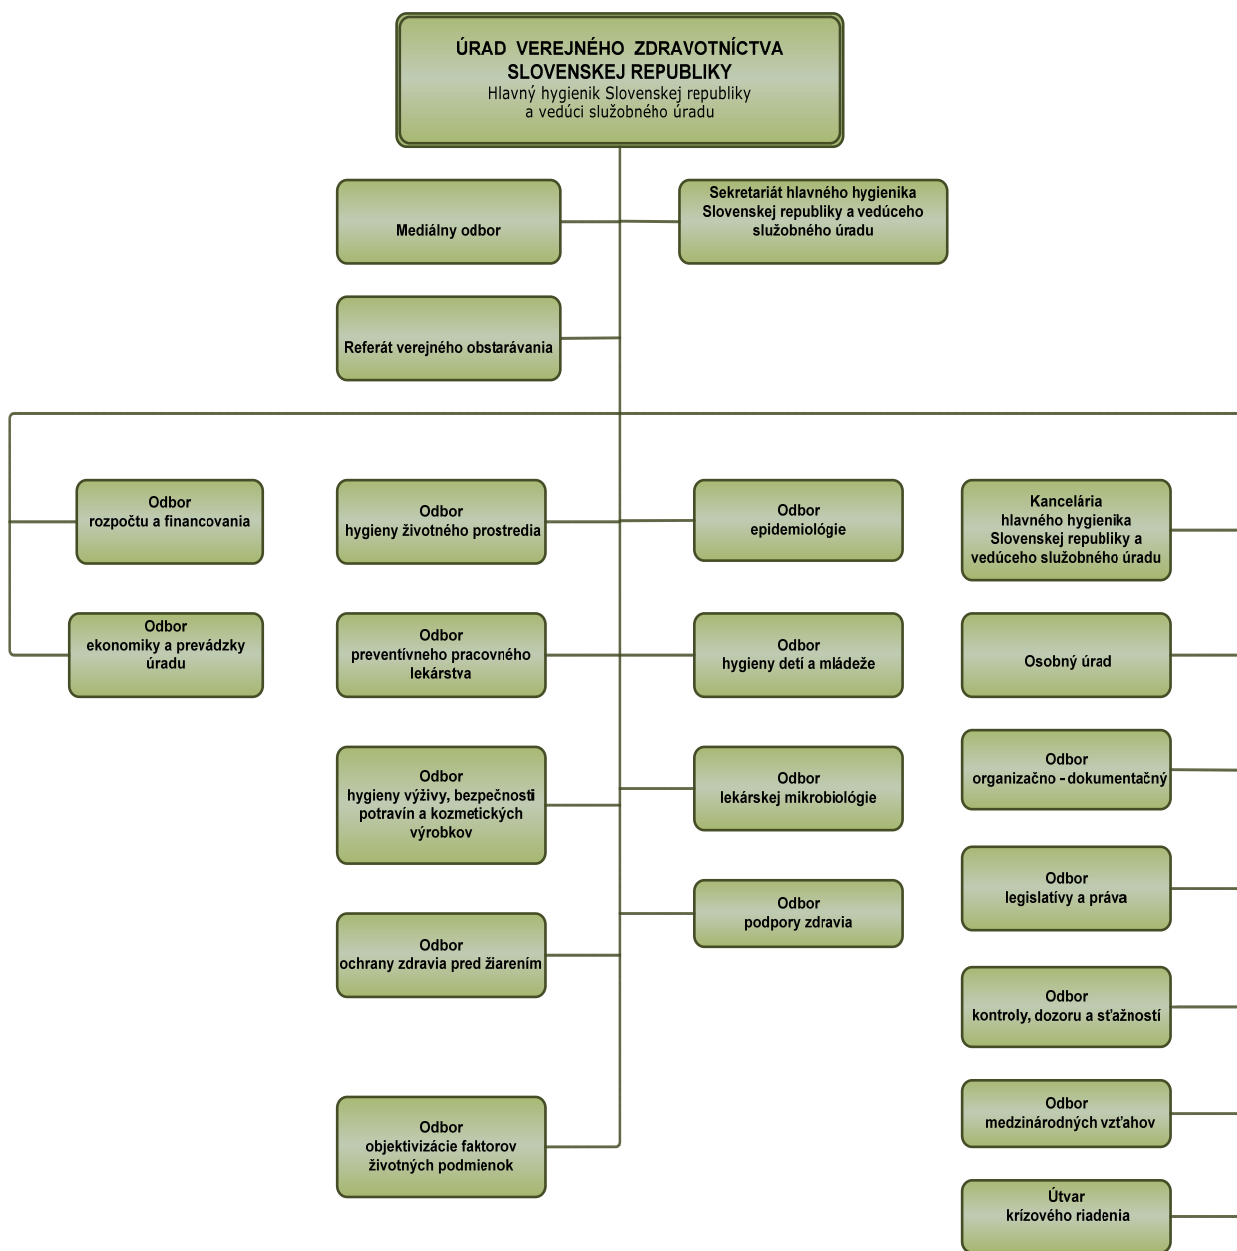 ÚRAD VEREJNÉHO ZDRAVOTNÍCTVA
SLOVENSKEJ REPUBLIKY
Hlavný hygienik Slovenskej republiky
a vedúci služobného úradu
Mediálny odbor
Sekretariát hlavného hygienika
Slovenskej republiky a vedúceho
služobného úradu
Referát verejného obstarávania
Odbor
rozpočtu a financovania
Odbor
ekonomiky a prevádzky
úradu
Odbor
hygieny životného prostredia
Odbor
preventívneho pracovného
lekárstva
Odbor
hygieny výživy, bezpečnosti
potravín a kozmetických
výrobkov
Odbor
ochrany zdravia pred žiarením
Odbor
objektivizácie faktorov
životných podmienok
Odbor
epidemiológie
Odbor
hygieny detí a mládeže
Odbor
lekárskej mikrobiológie
Odbor
podpory zdravia
Kancelária
hlavného hygienika
Slovenskej republiky a
vedúceho služobného úradu
Osobný úrad
Odbor
organizačno - dokumentačný
Odbor
legislatívy a práva
Odbor
kontroly, dozoru a sťažností
Odbor
medzinárodných vzťahov
Útvar
krízového riadenia